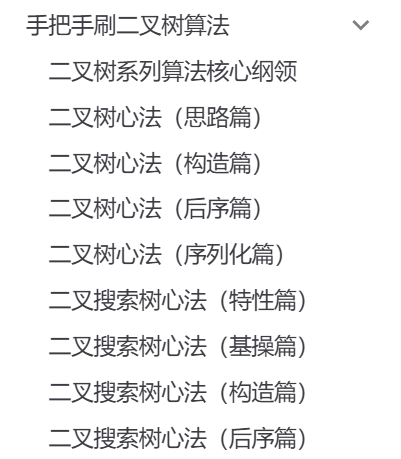 手把手刷二叉树算法
二叉树系列算法核心纲领
二叉树心法（思路篇）
二叉树心法（构造篇）
二叉树心法（后序篇）
二叉树心法（序列化篇）
二叉搜索树心法（特性篇）
二叉搜索树心法（基操篇）
二叉搜索树心法（构造篇）
二叉搜索树心法（后序篇）